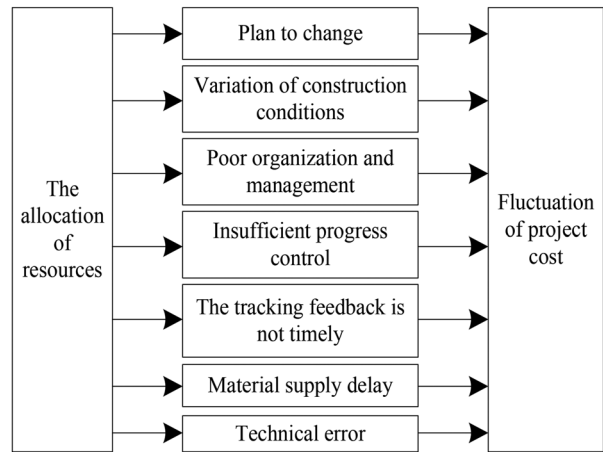 The
allocation
of
resources
Plan to change
Variation of construction
conditions
Poor organization and
management
Insufficient progress
control
The tracking feedback is
not timely
Material supply delay
Technical error
Fluctuation
of project
cost